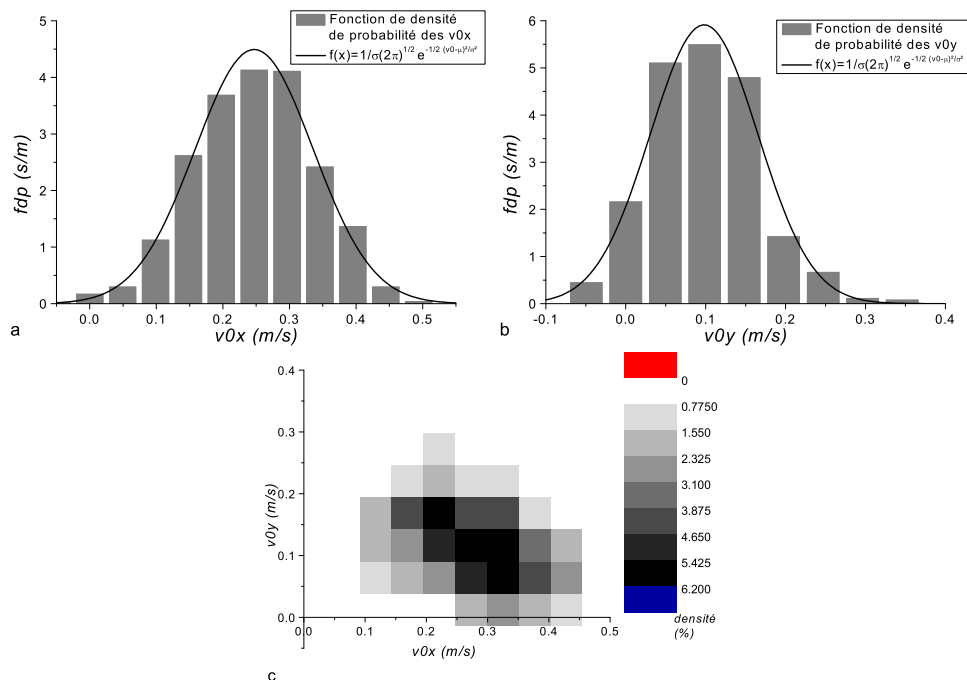 Fonction de densité
de probabilité des v0x
f(x)=1/σ(2π)^1/2 e^-1/2 (v0-μ)²/σ²
5
4
3
2
1
0
fdp (s/m)
0.0 0.1 0.2 0.3 0.4 0.5
v0x (m/s)
a
Fonction de densité
de probabilité des v0y
f(x)=1/σ(2π)^1/2 e^-1/2 (v0-μ)²/σ²
6
5
4
3
2
1
0
fdp (s/m)
-0.1 0.0 0.1 0.2 0.3 0.4
v0y (m/s)
b
0.4
0.3
0.2
0.1
0.0
v0y (m/s)
0.0 0.1 0.2 0.3 0.4 0.5
v0x (m/s)
c
0
0.7750
1.550
2.325
3.100
3.875
4.650
5.425
6.200
densité
(%)